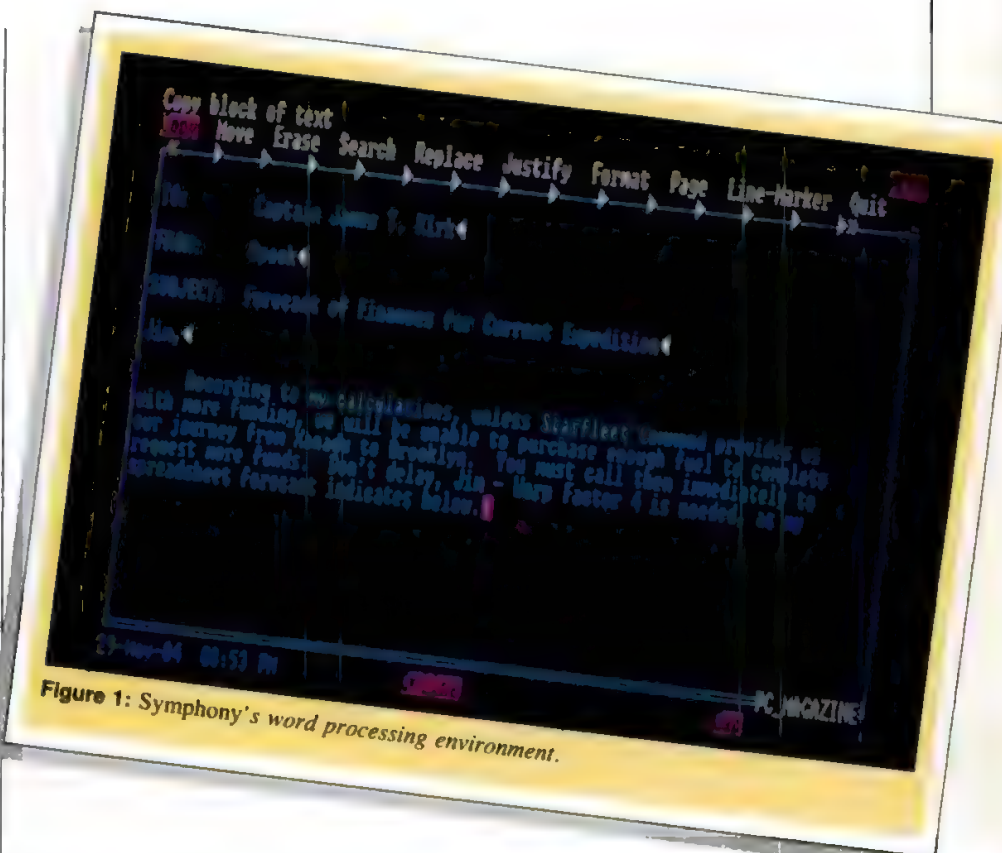 Copy block of text
Copy Move Erase Search Replace Justify Format Page Line-Marker Quit
TO: Captain James T. Kirk
FROM: Spock
SUBJECT: Forecast of Finances for Current Expedition
Jim,
According to my calculations, unless Starfleet Command provides us
with more funding, we will be unable to purchase enough fuel to complete
our journey from to Brooklyn. You must call them immediately to
request more funds. Don't delay, Jim - Warp Factor 4 is needed, as my
spreadsheet forecast indicates below.
08:53 PM
PC_MAGAZINE
Figure 1: Symphony's word processing environment.